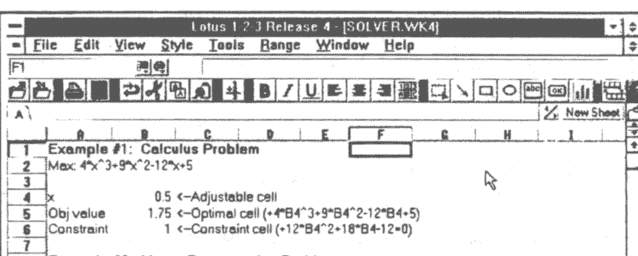 Lotus 1-2-3 Release 4 - [SOLVER.WK4]
File Edit View Style Tools Range Window Help
F1
B I U
A New Sheet
A B C D E F G H I
1 Example #1: Calculus Problem
2 Max: 4*x^3+9*x^2-12*x+5
3
4 x 0.5 <--Adjustable cell
5 Obj value 1.75 <--Optimal cell (+4*B4^3+9*B4^2-12*B4+5)
6 Constraint 1 <--Constraint cell (+12*B4^2+18*B4-12=0)
7